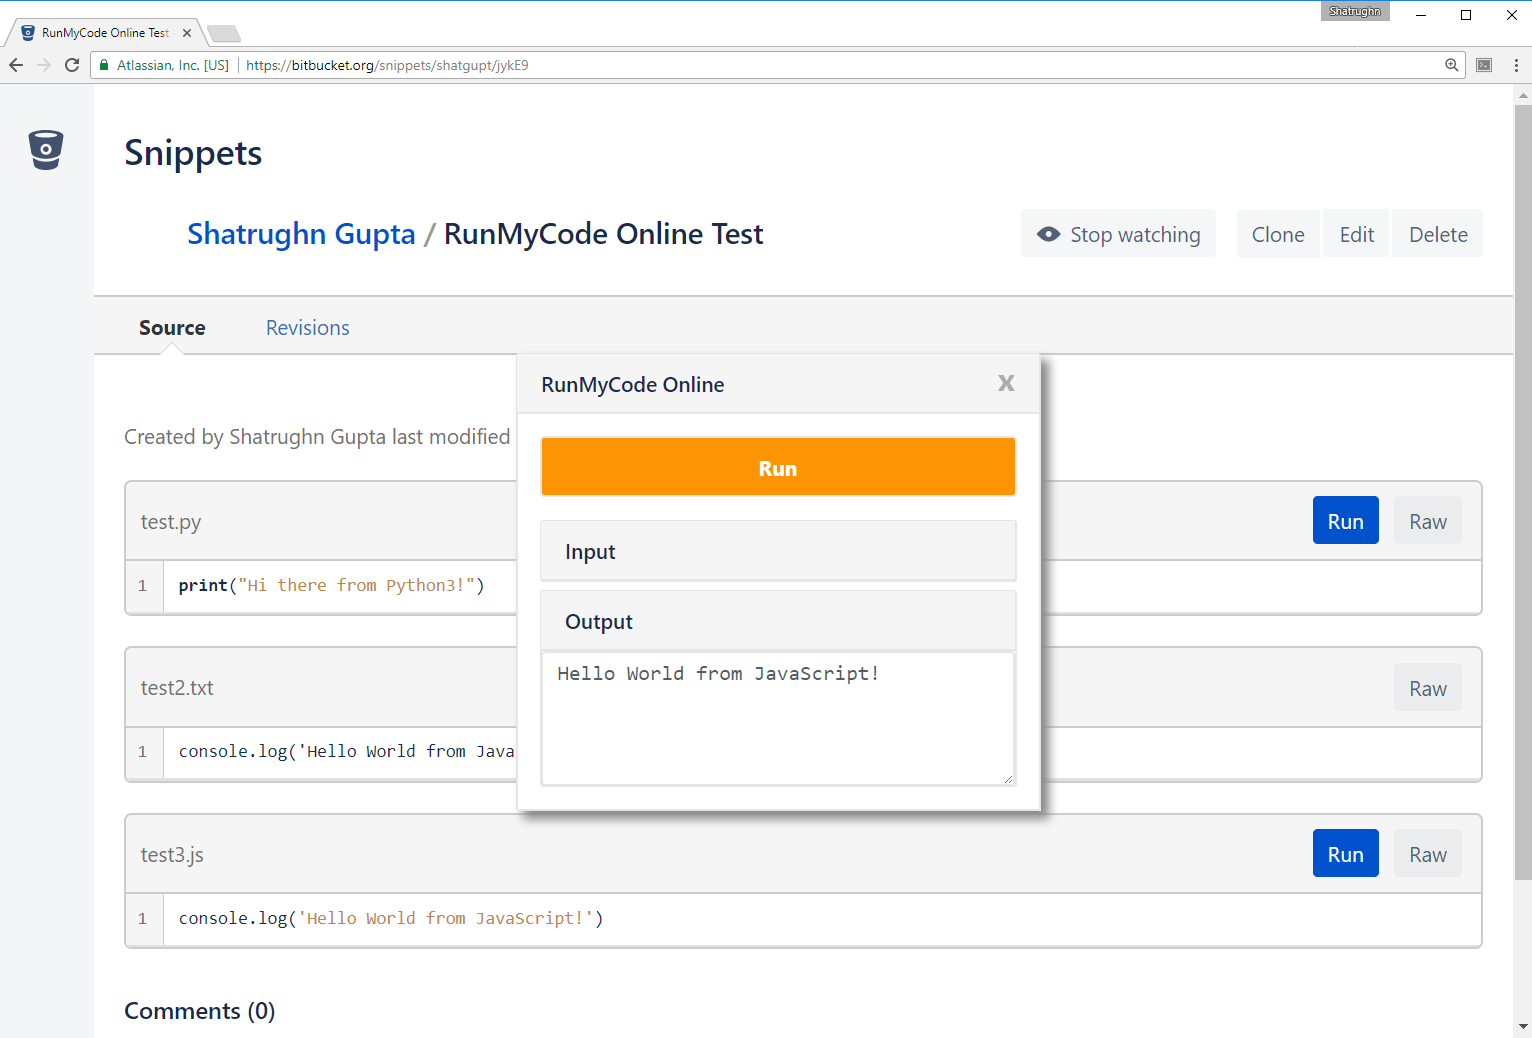 Shatrughn
RunMyCode Online Test
Atlassian, Inc. [US] https://bitbucket.org/snippets/shatgupt/jykE9
Snippets
Shatrughn Gupta / RunMyCode Online Test
Stop watching
Clone
Edit
Delete
Source
Revisions
RunMyCode Online
X
Created by Shatrughn Gupta last modified
Run
test.py
Run
Raw
Input
1 print("Hi there from Python3!")
Output
Hello World from JavaScript!
test2.txt
Raw
1 console.log('Hello World from Java
test3.js
Run
Raw
1 console.log('Hello World from JavaScript!')
Comments (0)